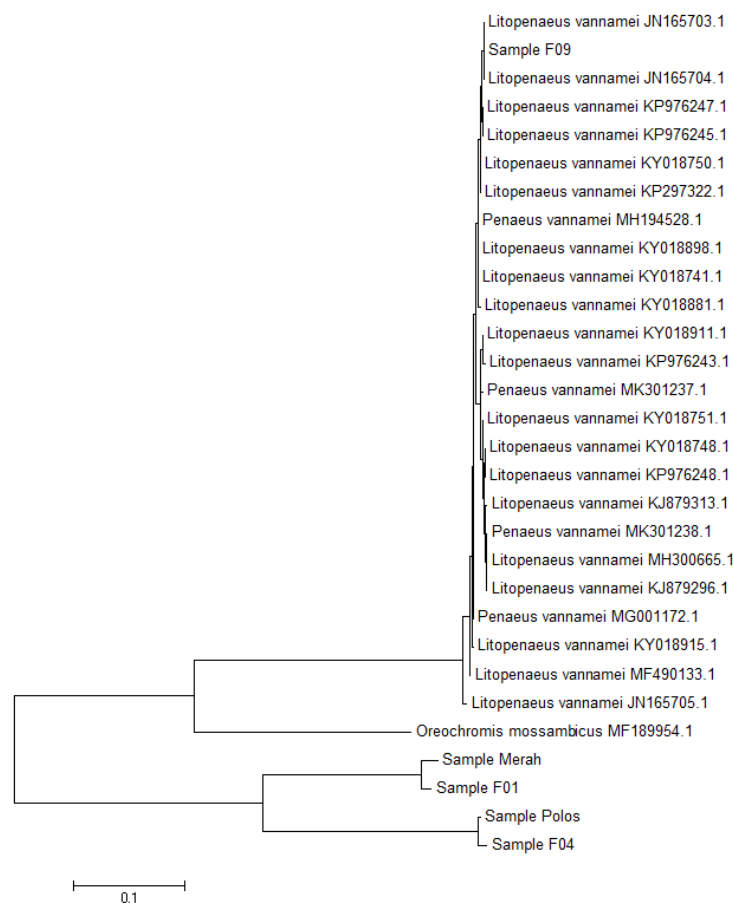 Litopenaeus vannamei JN165703.1
Sample F09
Litopenaeus vannamei JN165704.1
Litopenaeus vannamei KP976247.1
Litopenaeus vannamei KP976245.1
Litopenaeus vannamei KY018750.1
Litopenaeus vannamei KP297322.1
Penaeus vannamei MH194528.1
Litopenaeus vannamei KY018898.1
Litopenaeus vannamei KY018741.1
Litopenaeus vannamei KY018881.1
Litopenaeus vannamei KY018911.1
Litopenaeus vannamei KP976243.1
Penaeus vannamei MK301237.1
Litopenaeus vannamei KY018751.1
Litopenaeus vannamei KY018748.1
Litopenaeus vannamei KP976248.1
Litopenaeus vannamei KJ879313.1
Penaeus vannamei MK301238.1
Litopenaeus vannamei MH300665.1
Litopenaeus vannamei KJ879296.1
Penaeus vannamei MG001172.1
Litopenaeus vannamei KY018915.1
Litopenaeus vannamei MF490133.1
Litopenaeus vannamei JN165705.1
Oreochromis mossambicus MF189954.1
Sample Merah
Sample F01
Sample Polos
Sample F04
0.1